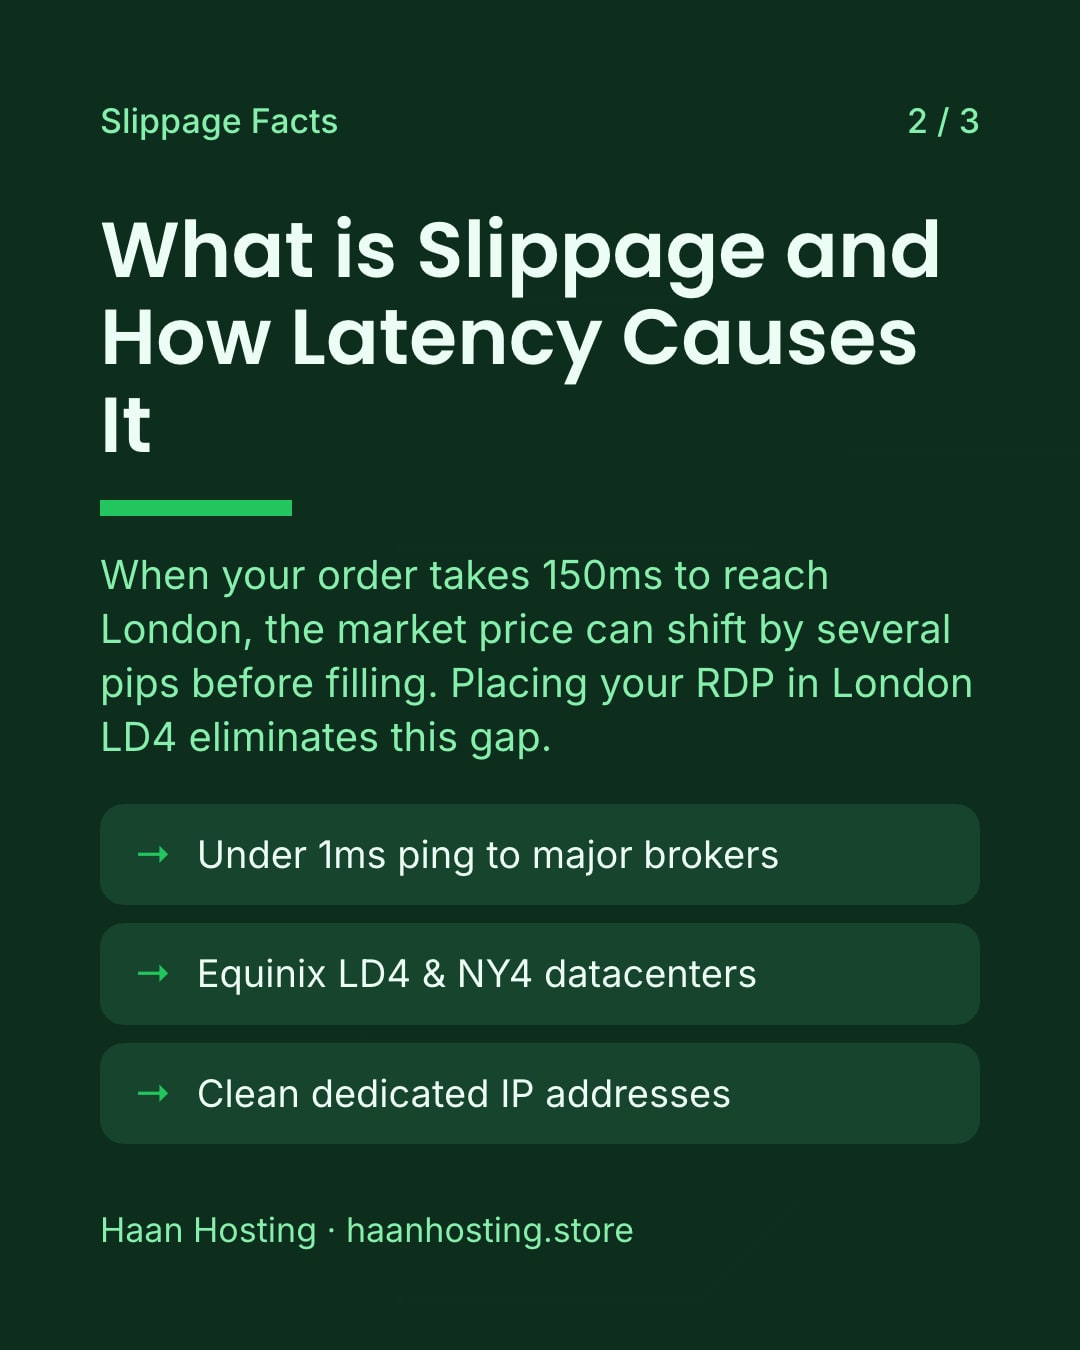 Slippage Facts
2 / 3
What is Slippage and
How Latency Causes
It
When your order takes 150ms to reach
London, the market price can shift by several
pips before filling. Placing your RDP in London
LD4 eliminates this gap.
→ Under 1ms ping to major brokers
→ Equinix LD4 & NY4 datacenters
→ Clean dedicated IP addresses
Haan Hosting · haanhosting.store